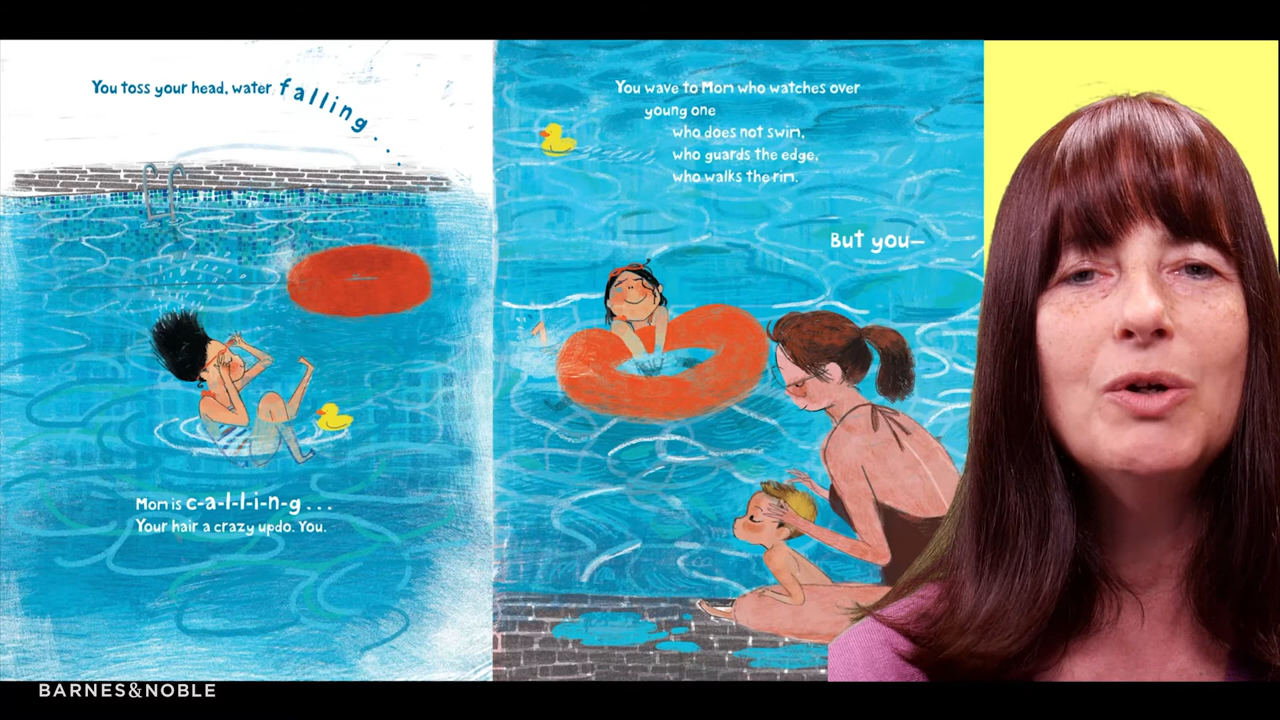 You toss your head, water falling...
Mom is c-a-l-l-i-n-g...
Your hair a crazy updo. You.
You wave to Mom who watches over
young one
who does not swim,
who guards the edge,
who walks the rim.
But you—
BARNES&NOBLE